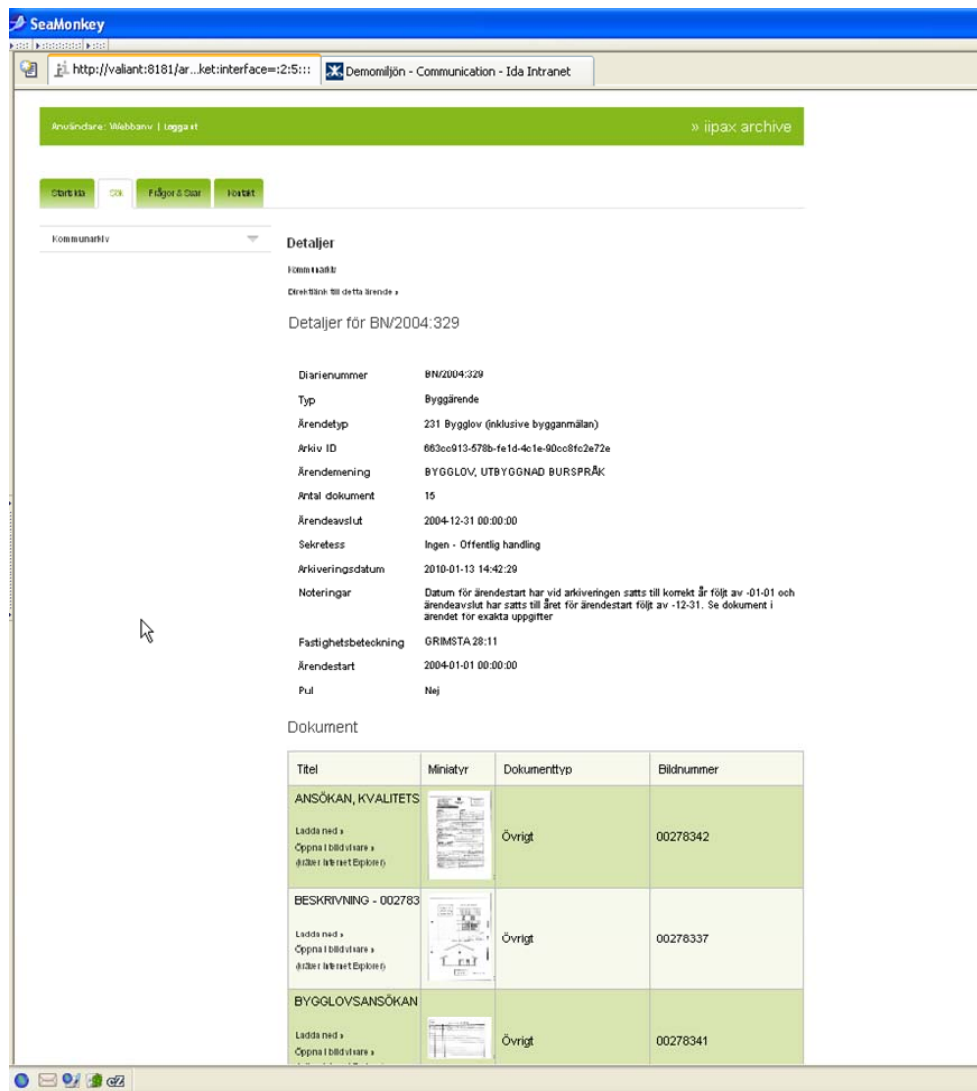 SeaMonkey
http://valiant:8181/ar...ket:interface=:2:5:::
Demomiljön - Communication - Ida Intranet
Användare: Webbanv | Logga ut
» iipax archive
Startsida
Sök
Frågor & Svar
Kontakt
Kommunarkiv
Detaljer
Kommunarkiv
Direktlänk till detta ärende »
Detaljer för BN/2004:329
Diarienummer BN/2004:329
Typ Byggärende
Ärendetyp 231 Bygglov (inklusive bygganmälan)
Arkiv ID 663cc913-578b-fe1d-4c1e-90cc8fc2e72e
Ärendemening BYGGLOV, UTBYGGNAD BURSPRÅK
Antal dokument 15
Ärendeavslut 2004-12-31 00:00:00
Sekretess Ingen - Offentlig handling
Arkiveringsdatum 2010-01-13 14:42:29
Noteringar Datum för ärendestart har vid arkiveringen satts till korrekt år följt av -01-01 och
ärendeavslut har satts till året för ärendestart följt av -12-31. Se dokument i
ärendet för exakta uppgifter
Fastighetsbeteckning GRIMSTA 28:11
Ärendestart 2004-01-01 00:00:00
Pul Nej
Dokument
Titel Miniatyr Dokumenttyp Bildnummer
ANSÖKAN, KVALITETS
Ladda ned »
Öppna i bildvisare »
(kräver Internet Explorer)
Övrigt 00278342
BESKRIVNING - 002783
Ladda ned »
Öppna i bildvisare »
(kräver Internet Explorer)
Övrigt 00278337
BYGGLOVSANSÖKAN
Ladda ned »
Öppna i bildvisare »
Övrigt 00278341